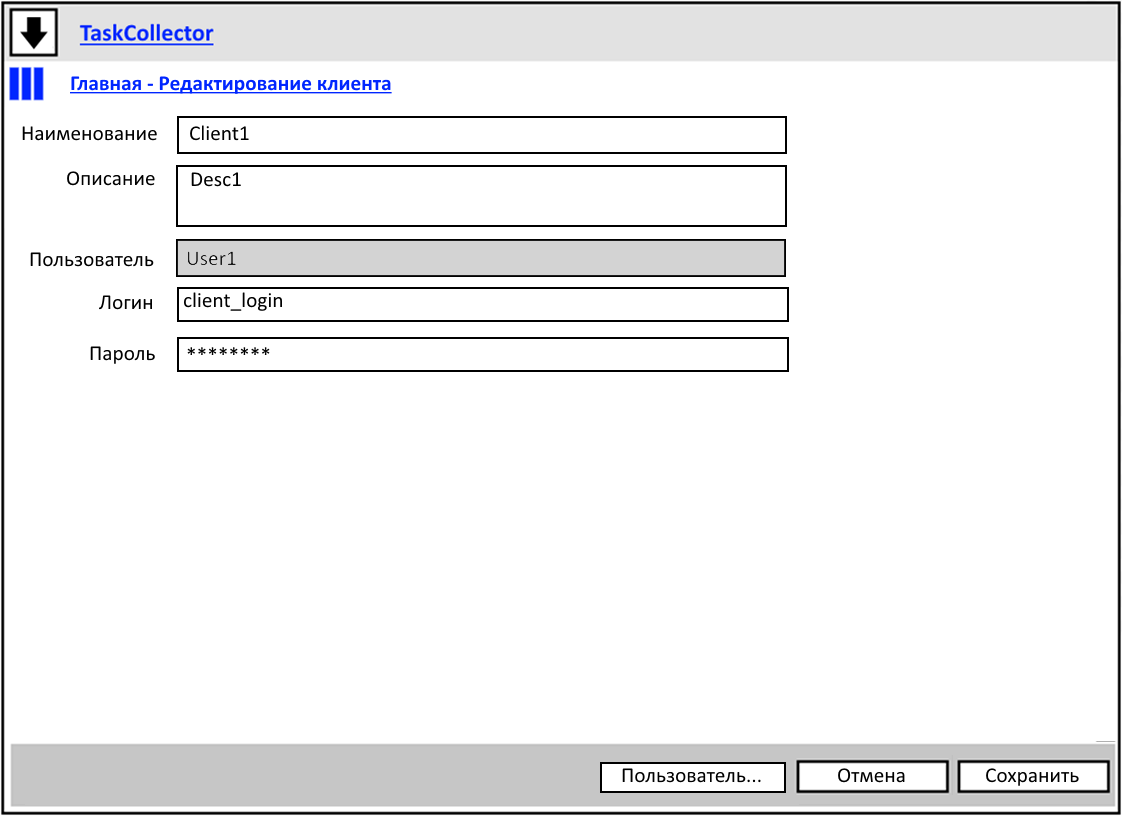 TaskCollector
Главная - Редактирование клиента
Наименование Client1
Описание Desc1
Пользователь User1
Логин client_login
Пароль ********
Пользователь... Отмена Сохранить